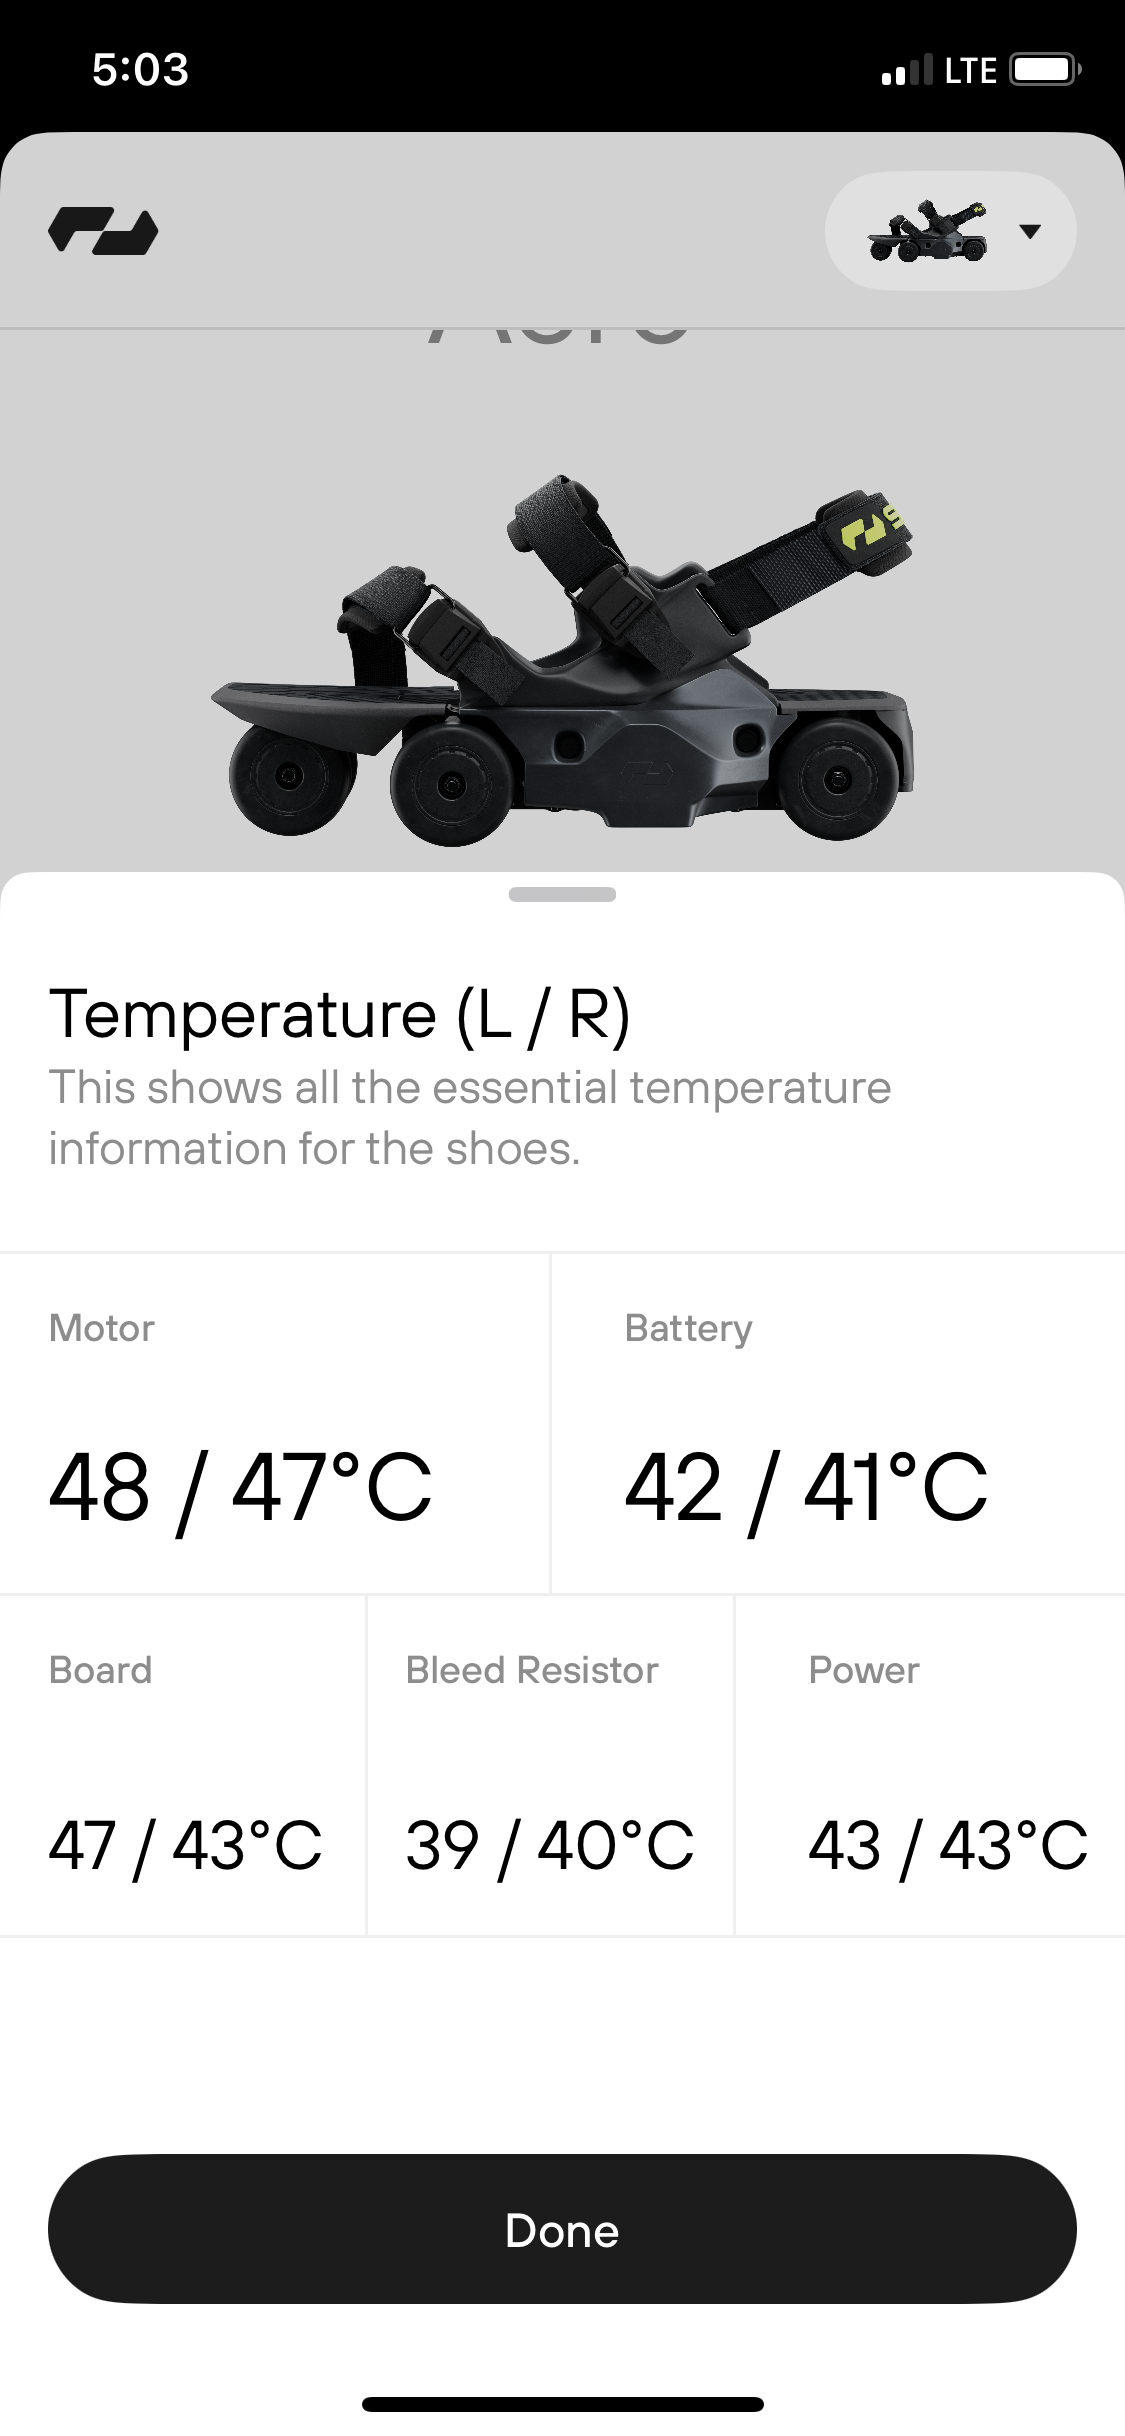 5:03
LTE
Temperature (L / R)
This shows all the essential temperature
information for the shoes.
Motor
Battery
48 / 47°C
42 / 41°C
Board
Bleed Resistor
Power
47 / 43°C
39 / 40°C
43 / 43°C
Done